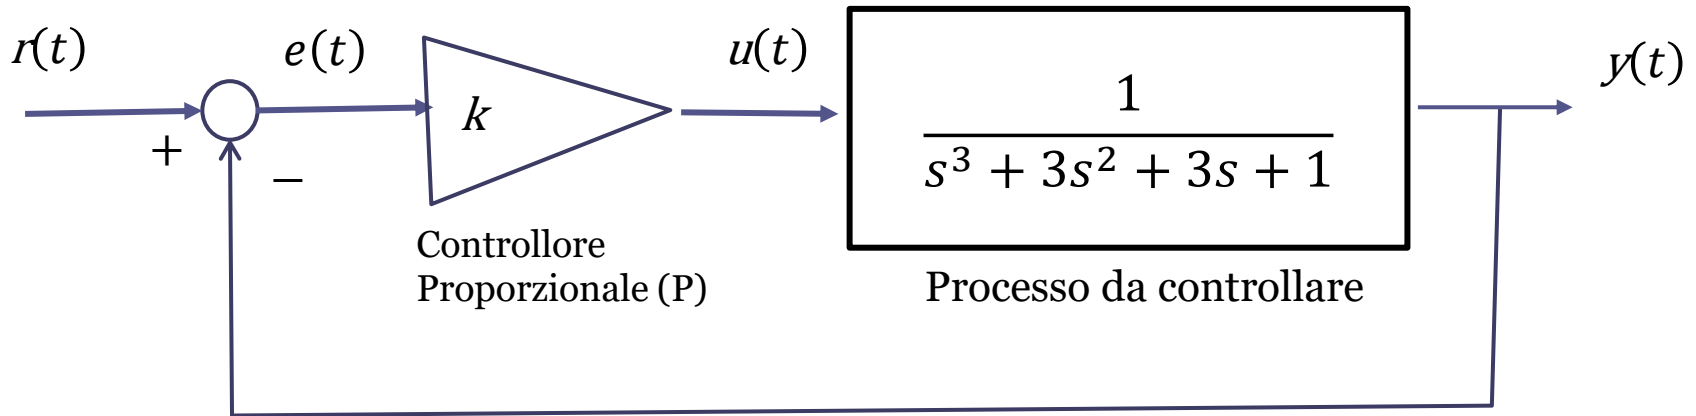 r(t)
e(t)
u(t)
y(t)
+
−
k
1
s³ + 3s² + 3s + 1
Controllore
Proporzionale (P)
Processo da controllare